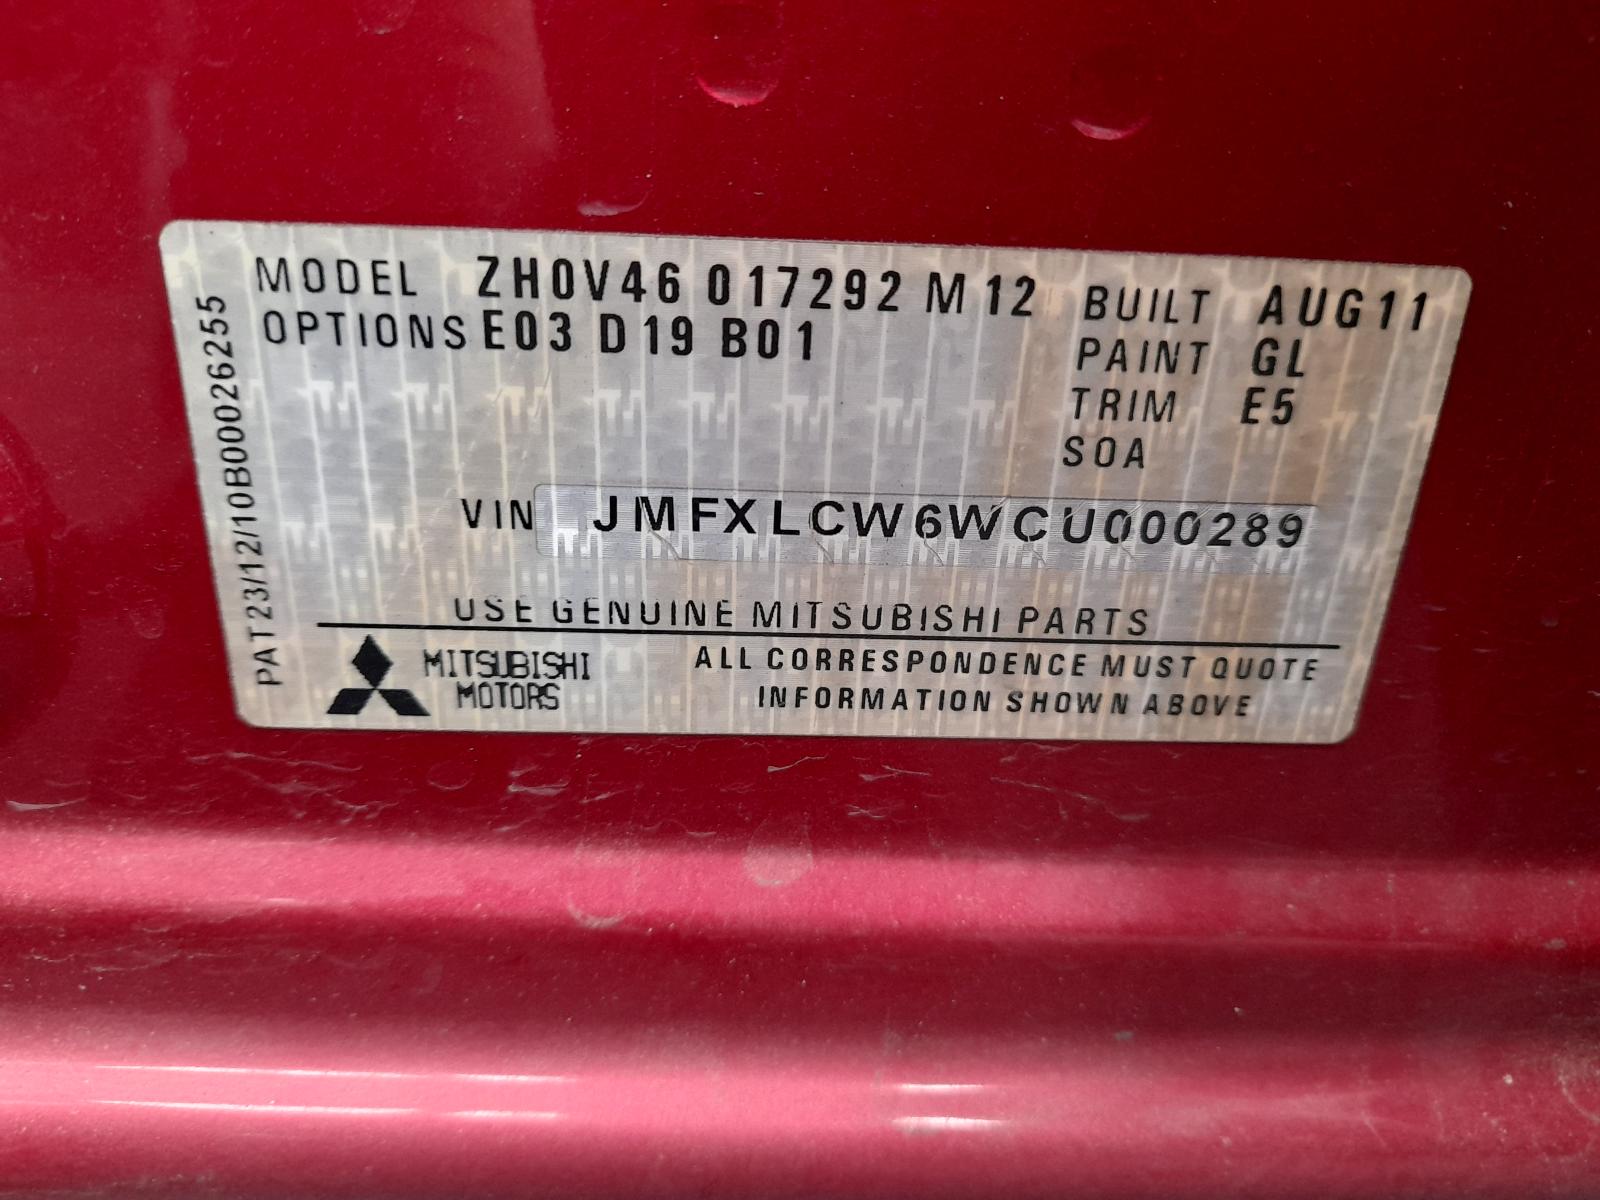 MODEL ZH0V46 017292 M12
OPTIONS E03 D19 B01
BUILT AUG11
PAINT GL
TRIM E5
SOA
VIN JMFXLCW6WCU000289
USE GENUINE MITSUBISHI PARTS
MITSUBISHI
MOTORS
ALL CORRESPONDENCE MUST QUOTE
INFORMATION SHOWN ABOVE
PAT23/12/10B00026255